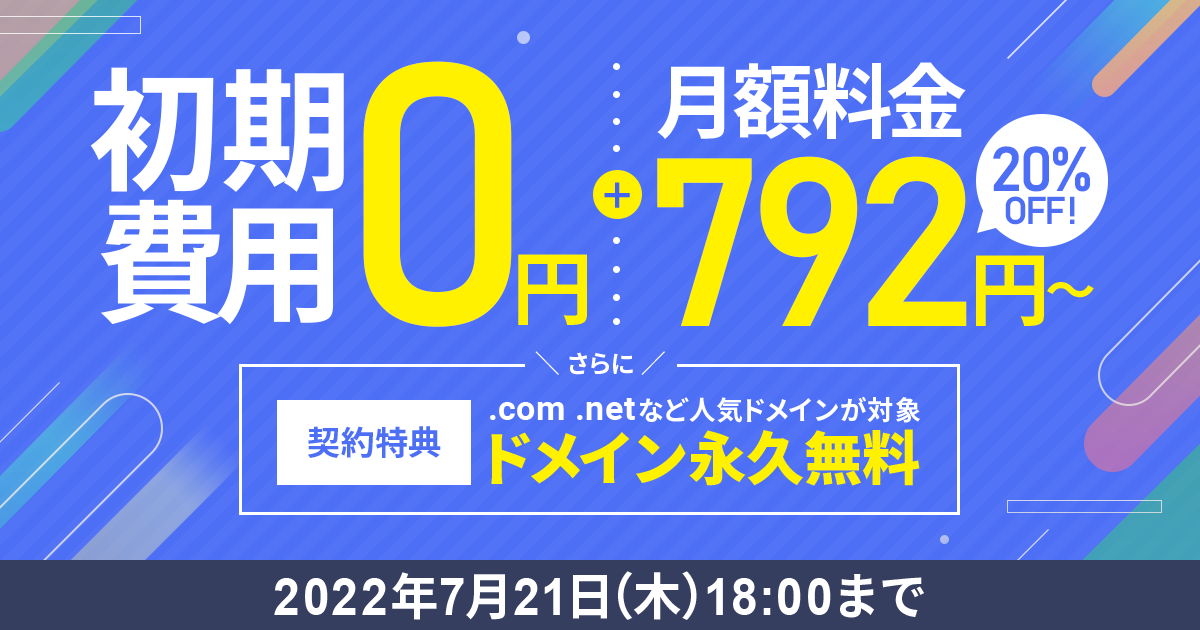 初期
費用
0円
+
月額料金
792円～
20%
OFF!
＼ さらに ／
契約特典
.com .netなど人気ドメインが対象
ドメイン永久無料
2022年7月21日(木)18:00まで